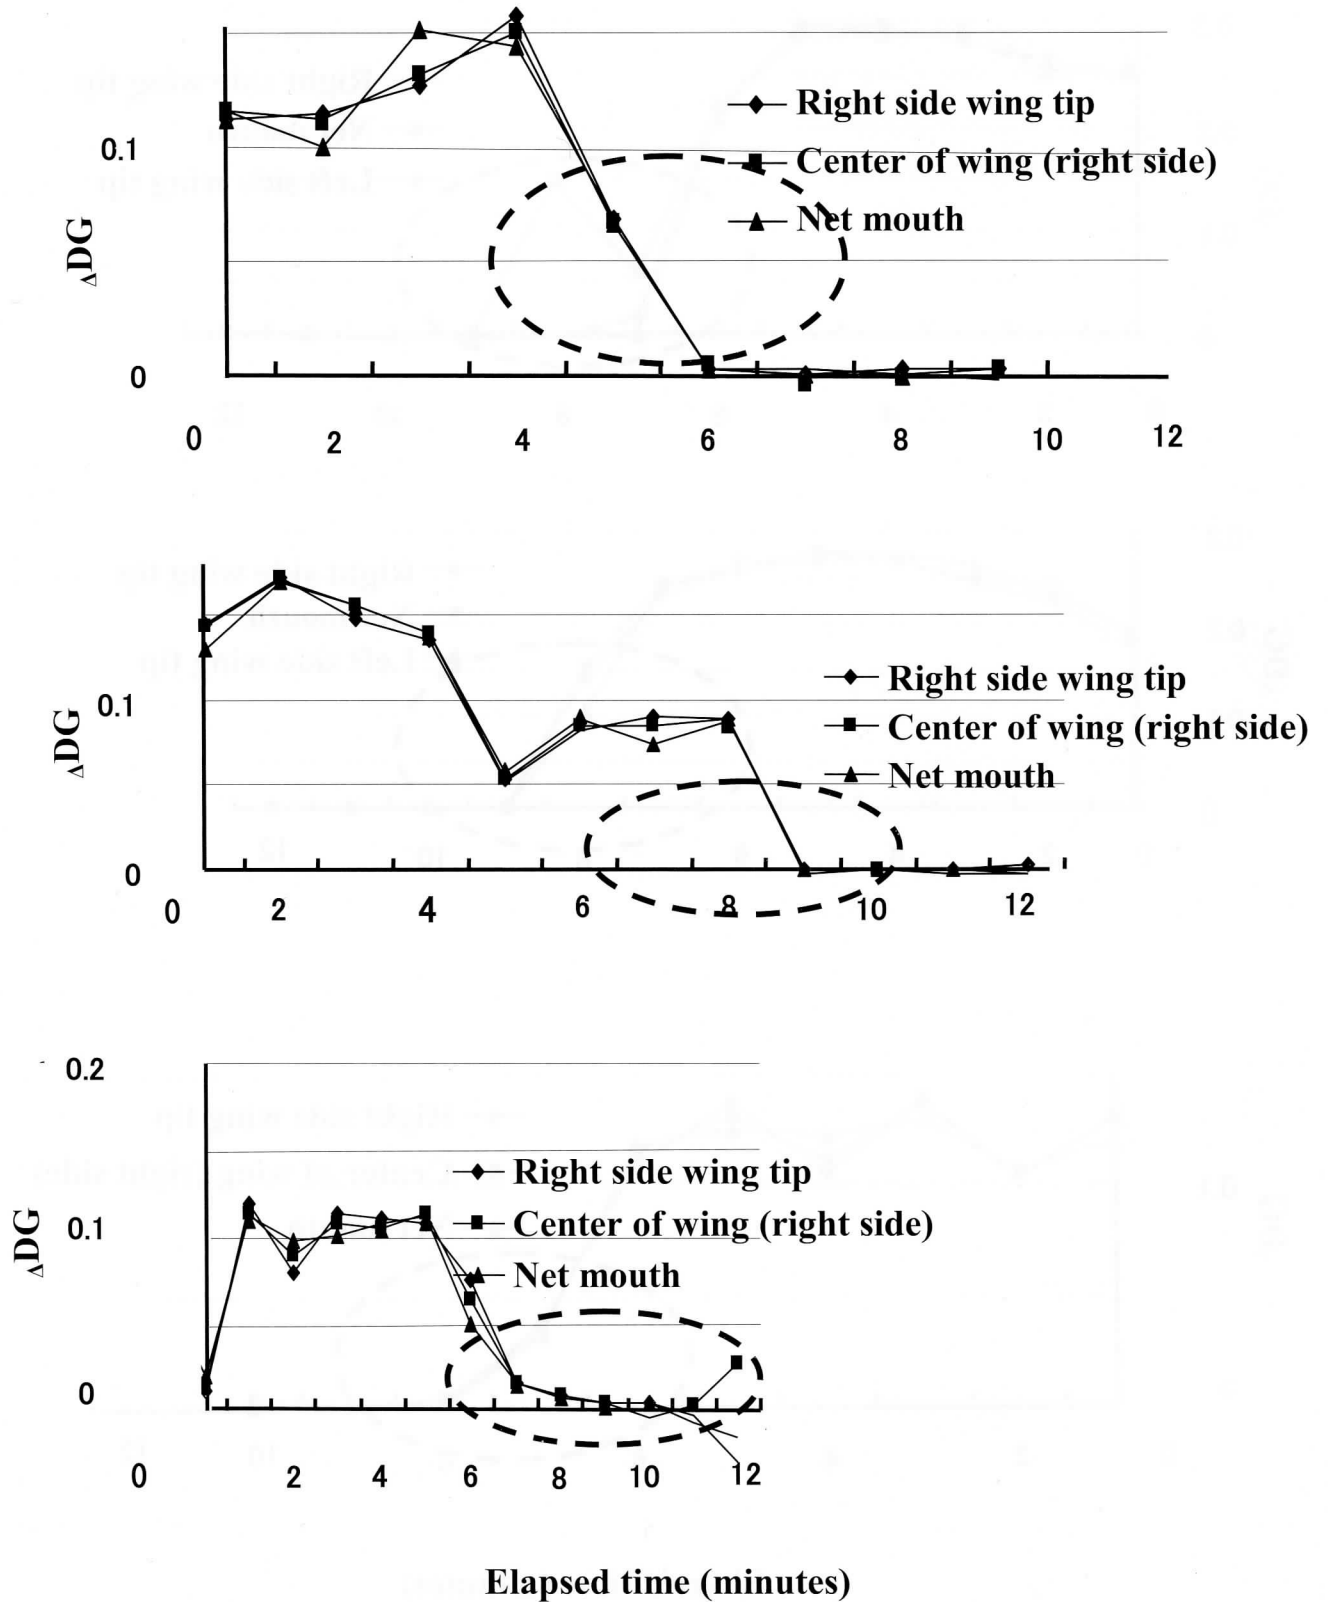 Right side wing tip
0.1
Center of wing (right side)
Net mouth
ΔDG
0
0 2 4 6 8 10 12
Right side wing tip
0.1
Center of wing (right side)
ΔDG
Net mouth
0
0 2 4 6 8 10 12
0.2
Right side wing tip
0.1
Center of wing (right side)
ΔDG
Net mouth
0
0 2 4 6 8 10 12
Elapsed time (minutes)